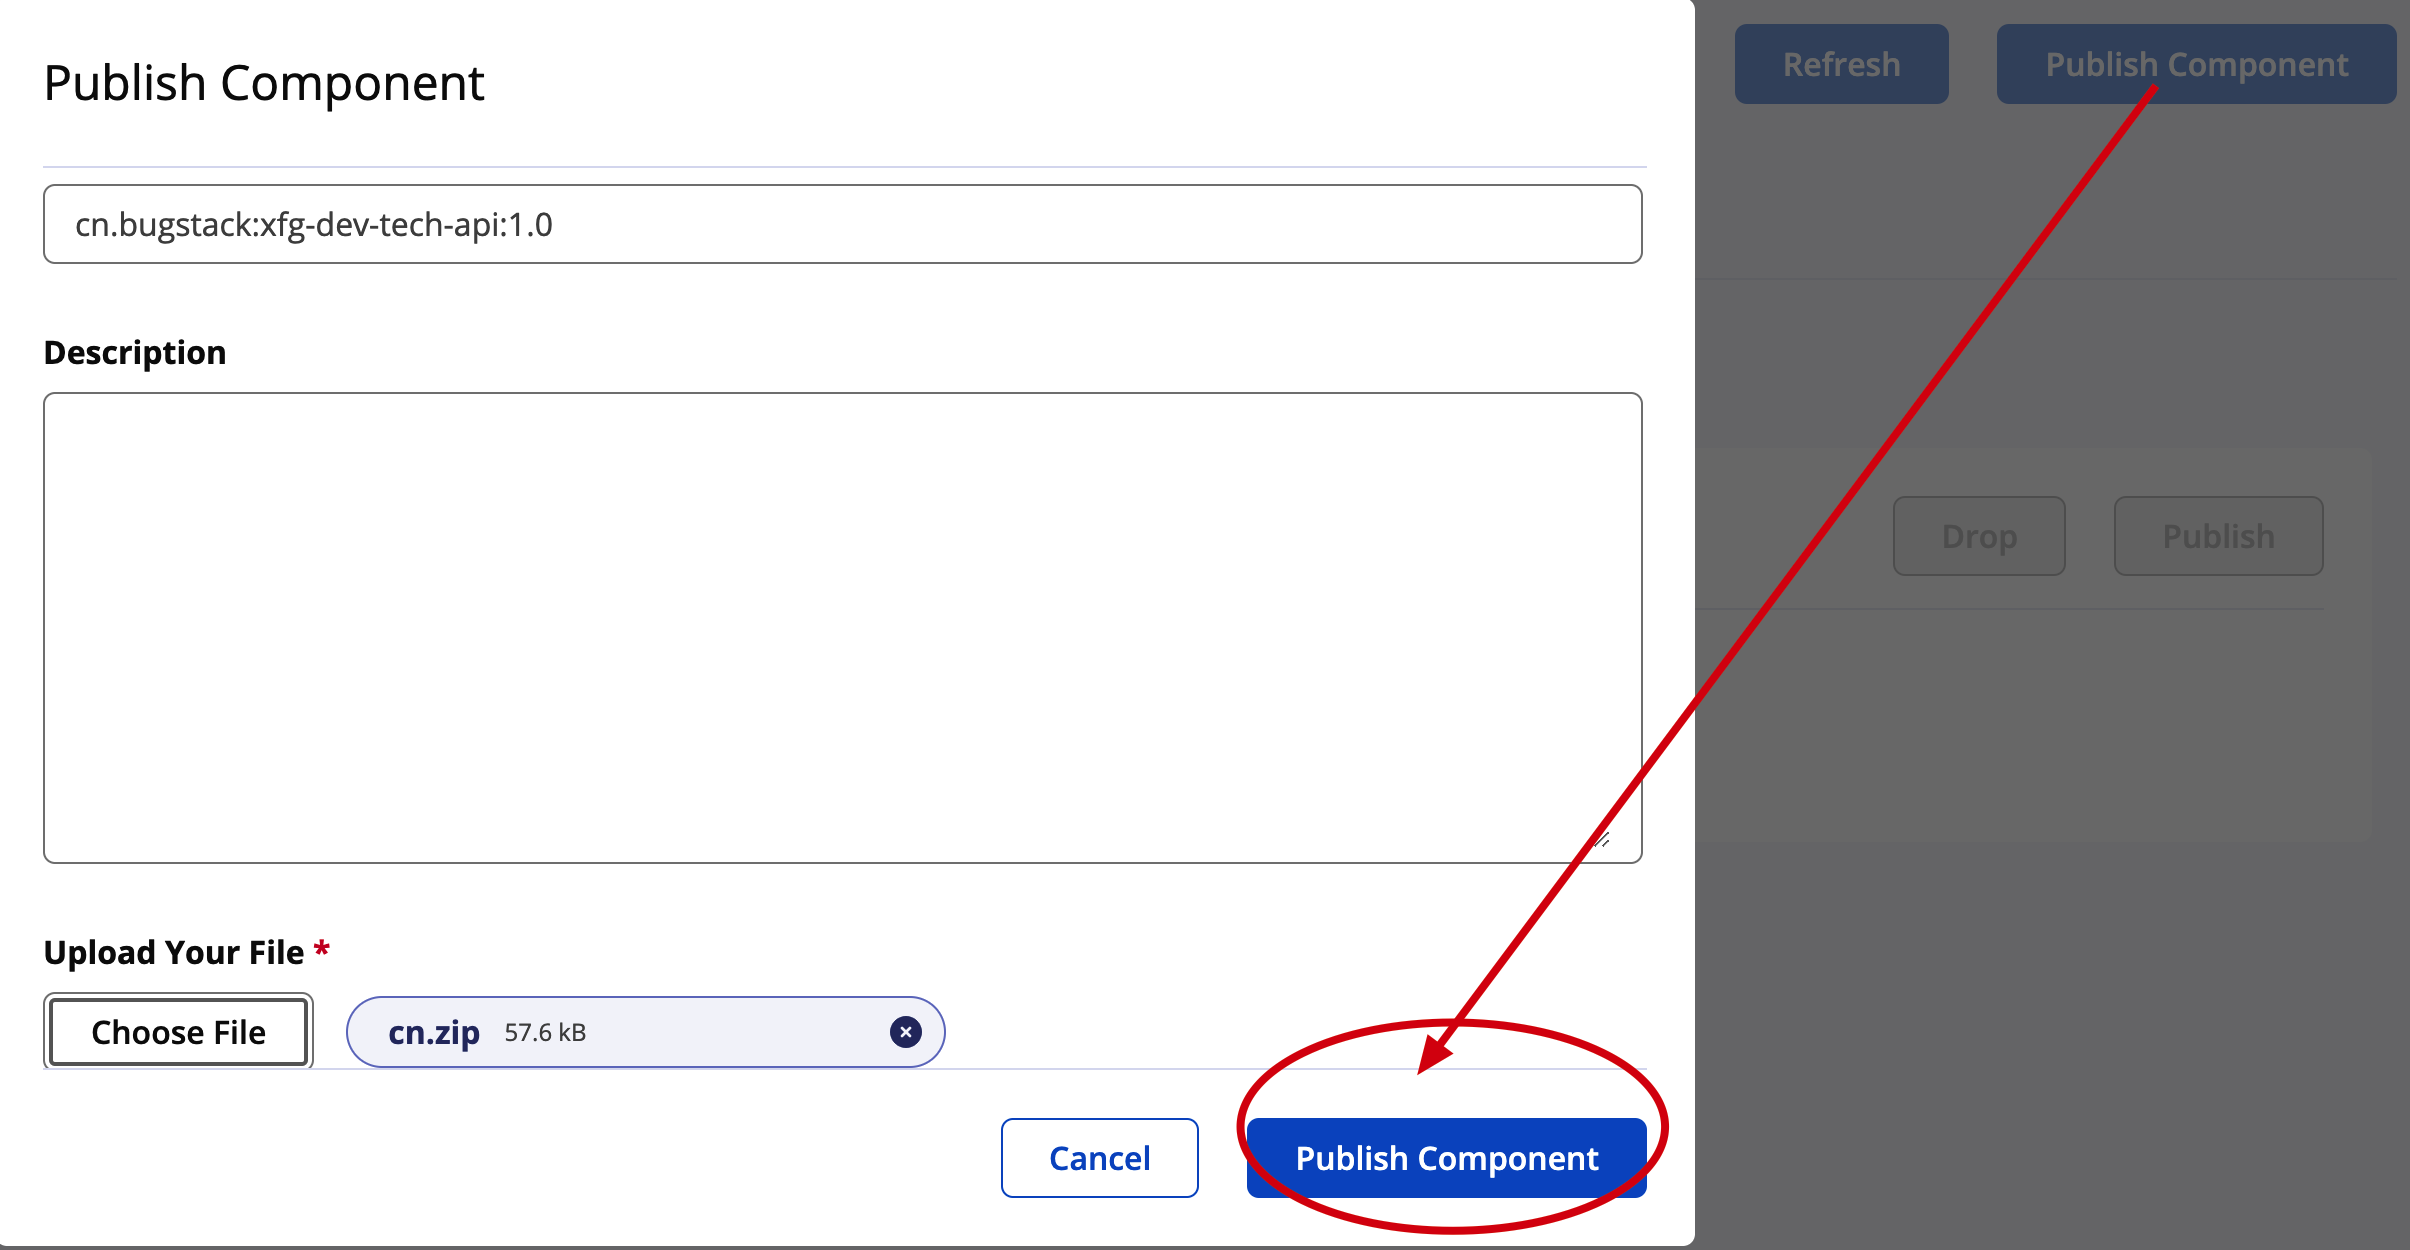 Publish Component
Refresh
Publish Component
cn.bugstack:xfg-dev-tech-api:1.0
Description
Drop
Publish
Upload Your File *
Choose File
cn.zip 57.6 kB
Cancel
Publish Component